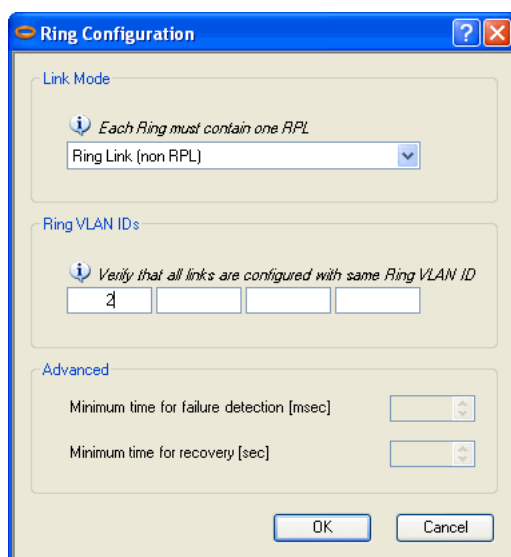 Ring Configuration
Link Mode
Each Ring must contain one RPL
Ring Link (non RPL)
Ring VLAN IDs
Verify that all links are configured with same Ring VLAN ID
2
Advanced
Minimum time for failure detection [msec]
Minimum time for recovery [sec]
OK Cancel